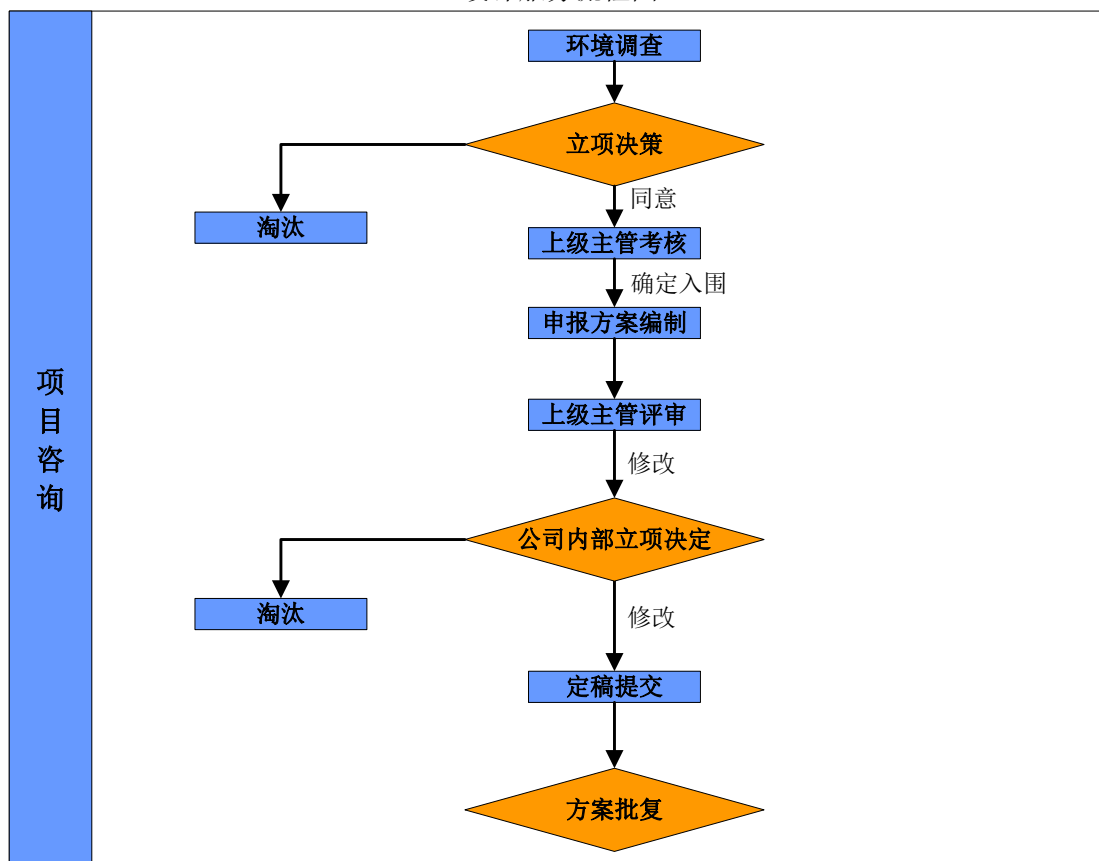 环境调查
立项决策
同意
淘汰
上级主管考核
确定入围
申报方案编制
上级主管评审
修改
公司内部立项决定
淘汰
修改
定稿提交
方案批复
项
目
咨
询